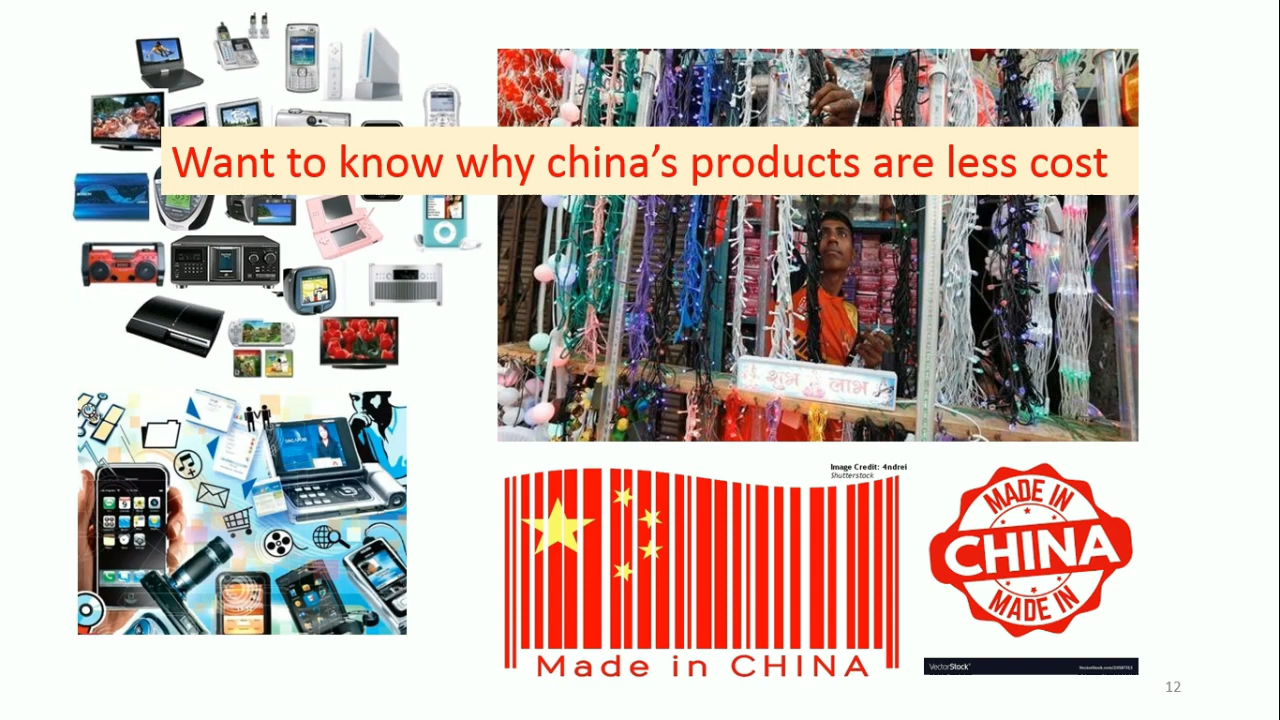 Want to know why china's products are less cost
शुभ लाभ
Image Credit: 4ndrei
Shutterstock
Made in CHINA
MADE IN
CHINA
MADE IN
VectorStock®
12